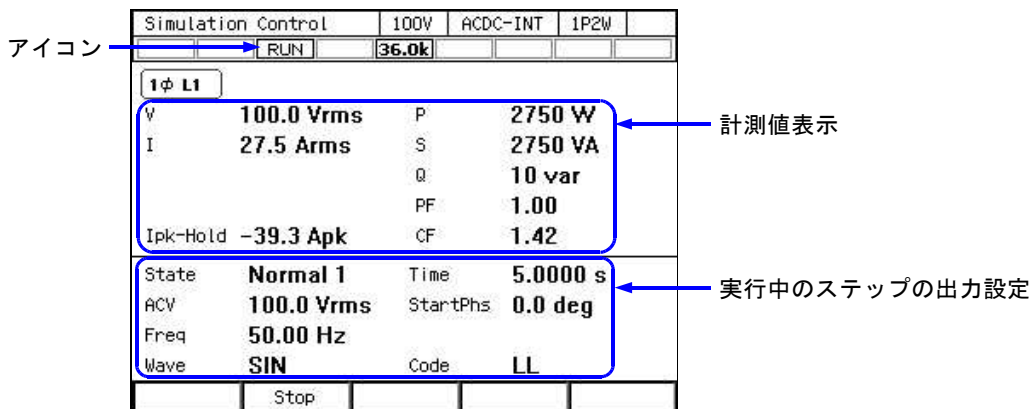 Simulation Control 100V ACDC-INT 1P2W
アイコン RUN 36.0k
1φ L1
V 100.0 Vrms P 2750 W 計測値表示
I 27.5 Arms S 2750 VA
Q 10 var
PF 1.00
Ipk-Hold −39.3 Apk CF 1.42
State Normal 1 Time 5.0000 s 実行中のステップの出力設定
ACV 100.0 Vrms StartPhs 0.0 deg
Freq 50.00 Hz
Wave SIN Code LL
Stop